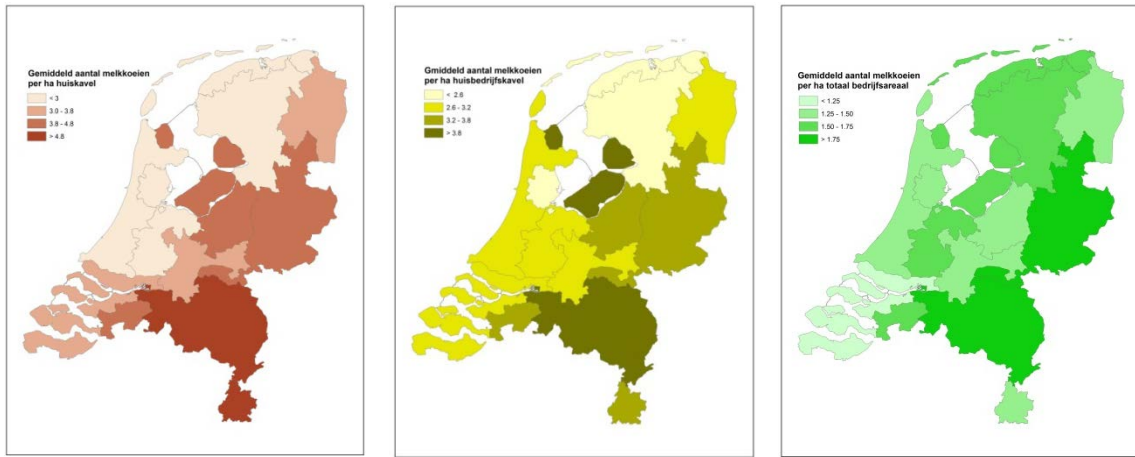 Gemiddeld aantal melkkoeien
per ha huiskavel
< 3
3.0 - 3.8
3.8 - 4.8
> 4.8
Gmiddeld aantal melkkoeien
per ha huisbedrijfskavel
< 2.6
2.6 - 3.2
3.2 - 3.8
> 3.8
Gemiddeld aantal melkkoeien
per ha totaal bedrijfsareaal
< 1.25
1.25 - 1.50
1.50 - 1.75
> 1.75